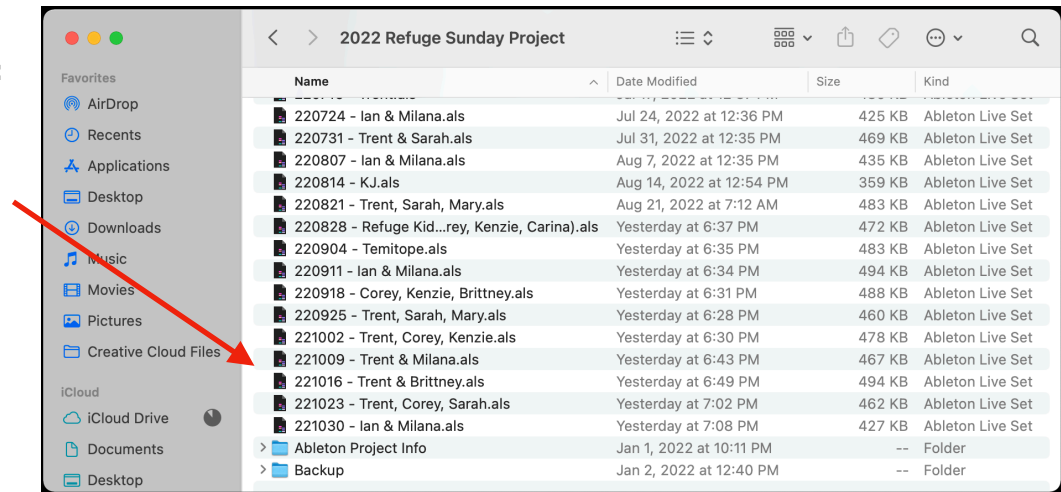 2022 Refuge Sunday Project
Favorites
AirDrop
Recents
Applications
Desktop
Downloads
Music
Movies
Pictures
Creative Cloud Files
iCloud
iCloud Drive
Documents
Desktop
Name Date Modified Size Kind
220724 - Ian & Milana.als Jul 24, 2022 at 12:36 PM 425 KB Ableton Live Set
220731 - Trent & Sarah.als Jul 31, 2022 at 12:35 PM 469 KB Ableton Live Set
220807 - Ian & Milana.als Aug 7, 2022 at 12:35 PM 435 KB Ableton Live Set
220814 - KJ.als Aug 14, 2022 at 12:54 PM 359 KB Ableton Live Set
220821 - Trent, Sarah, Mary.als Aug 21, 2022 at 7:12 AM 483 KB Ableton Live Set
220828 - Refuge Kid...rey, Kenzie, Carina).als Yesterday at 6:37 PM 472 KB Ableton Live Set
220904 - Temitope.als Yesterday at 6:35 PM 483 KB Ableton Live Set
220911 - Ian & Milana.als Yesterday at 6:34 PM 494 KB Ableton Live Set
220918 - Corey, Kenzie, Brittney.als Yesterday at 6:31 PM 488 KB Ableton Live Set
220925 - Trent, Sarah, Mary.als Yesterday at 6:28 PM 460 KB Ableton Live Set
221002 - Trent, Corey, Kenzie.als Yesterday at 6:30 PM 478 KB Ableton Live Set
221009 - Trent & Milana.als Yesterday at 6:43 PM 467 KB Ableton Live Set
221016 - Trent & Brittney.als Yesterday at 6:49 PM 494 KB Ableton Live Set
221023 - Trent, Corey, Sarah.als Yesterday at 7:02 PM 462 KB Ableton Live Set
221030 - Ian & Milana.als Yesterday at 7:08 PM 427 KB Ableton Live Set
Ableton Project Info Jan 1, 2022 at 10:11 PM -- Folder
Backup Jan 2, 2022 at 12:40 PM -- Folder